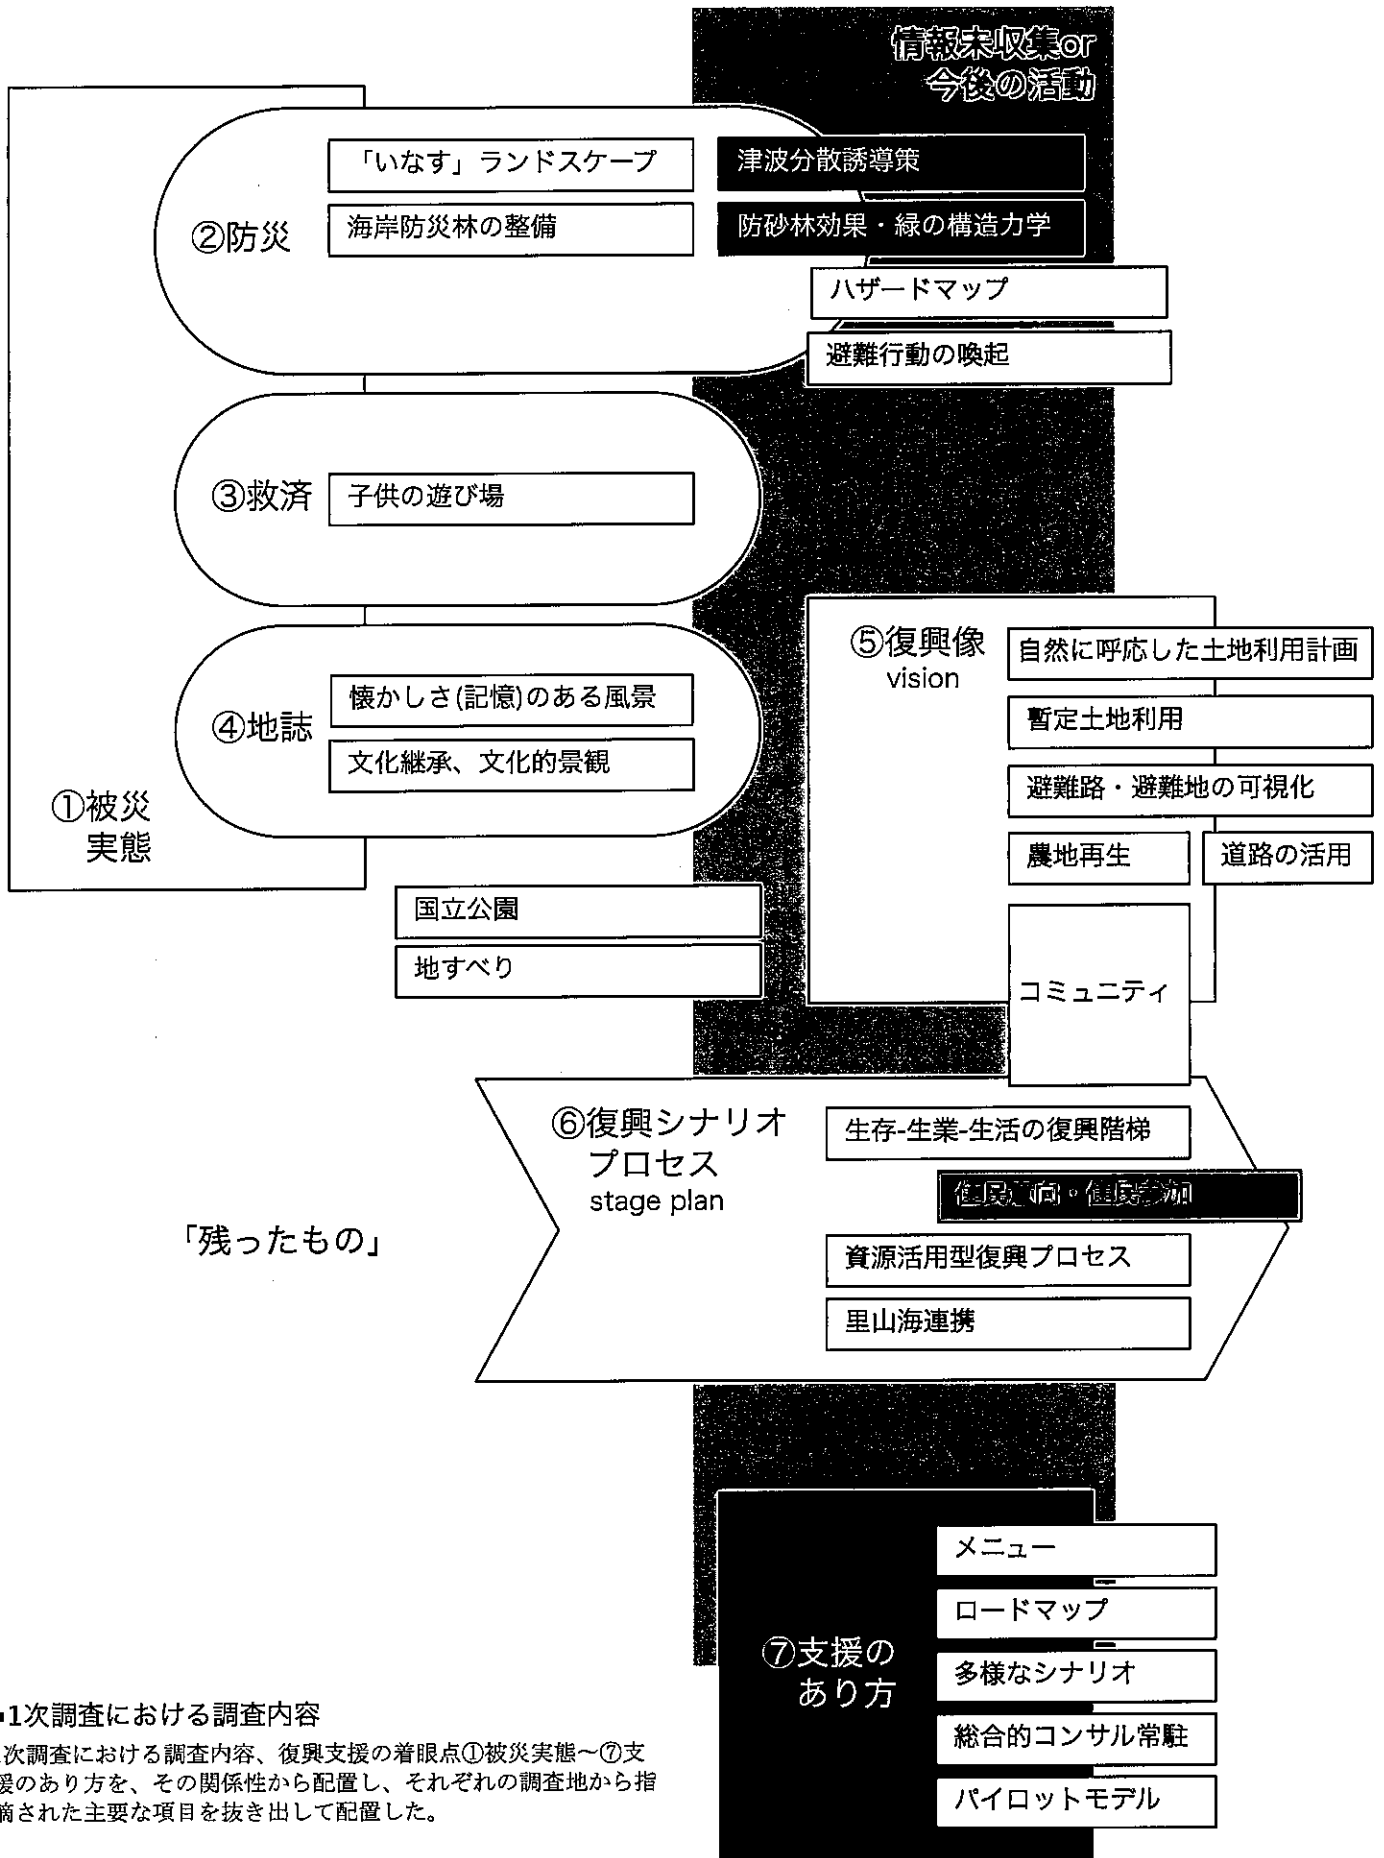 情報未収集or
今後の活動
②防災
「いなす」ランドスケープ
津波分散誘導策
海岸防災林の整備
防砂林効果・緑の構造力学
ハザードマップ
避難行動の喚起
③救済
子供の遊び場
④地誌
懐かしさ(記憶)のある風景
文化継承、文化的景観
①被災
実態
国立公園
地すべり
⑤復興像
vision
自然に呼応した土地利用計画
暫定土地利用
避難路・避難地の可視化
農地再生
道路の活用
コミュニティ
⑥復興シナリオ
プロセス
stage plan
生存-生業-生活の復興階梯
住民意向・住民参加
資源活用型復興プロセス
里山海連携
「残ったもの」
⑦支援の
あり方
メニュー
ロードマップ
多様なシナリオ
総合的コンサル常駐
パイロットモデル
1次調査における調査内容
次調査における調査内容、復興支援の着眼点①被災実態〜⑦支
援のあり方を、その関係性から配置し、それぞれの調査地から指
摘された主要な項目を抜き出して配置した。